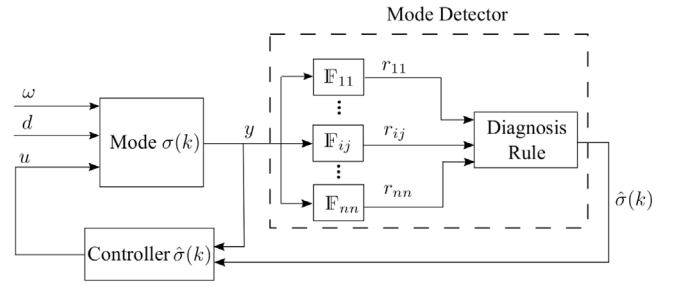 Mode Detector
ω
d
u
Mode σ(k)
y
𝔽11
r11
𝔽ij
rij
𝔽nn
rnn
Diagnosis
Rule
σ̂(k)
Controller σ̂(k)